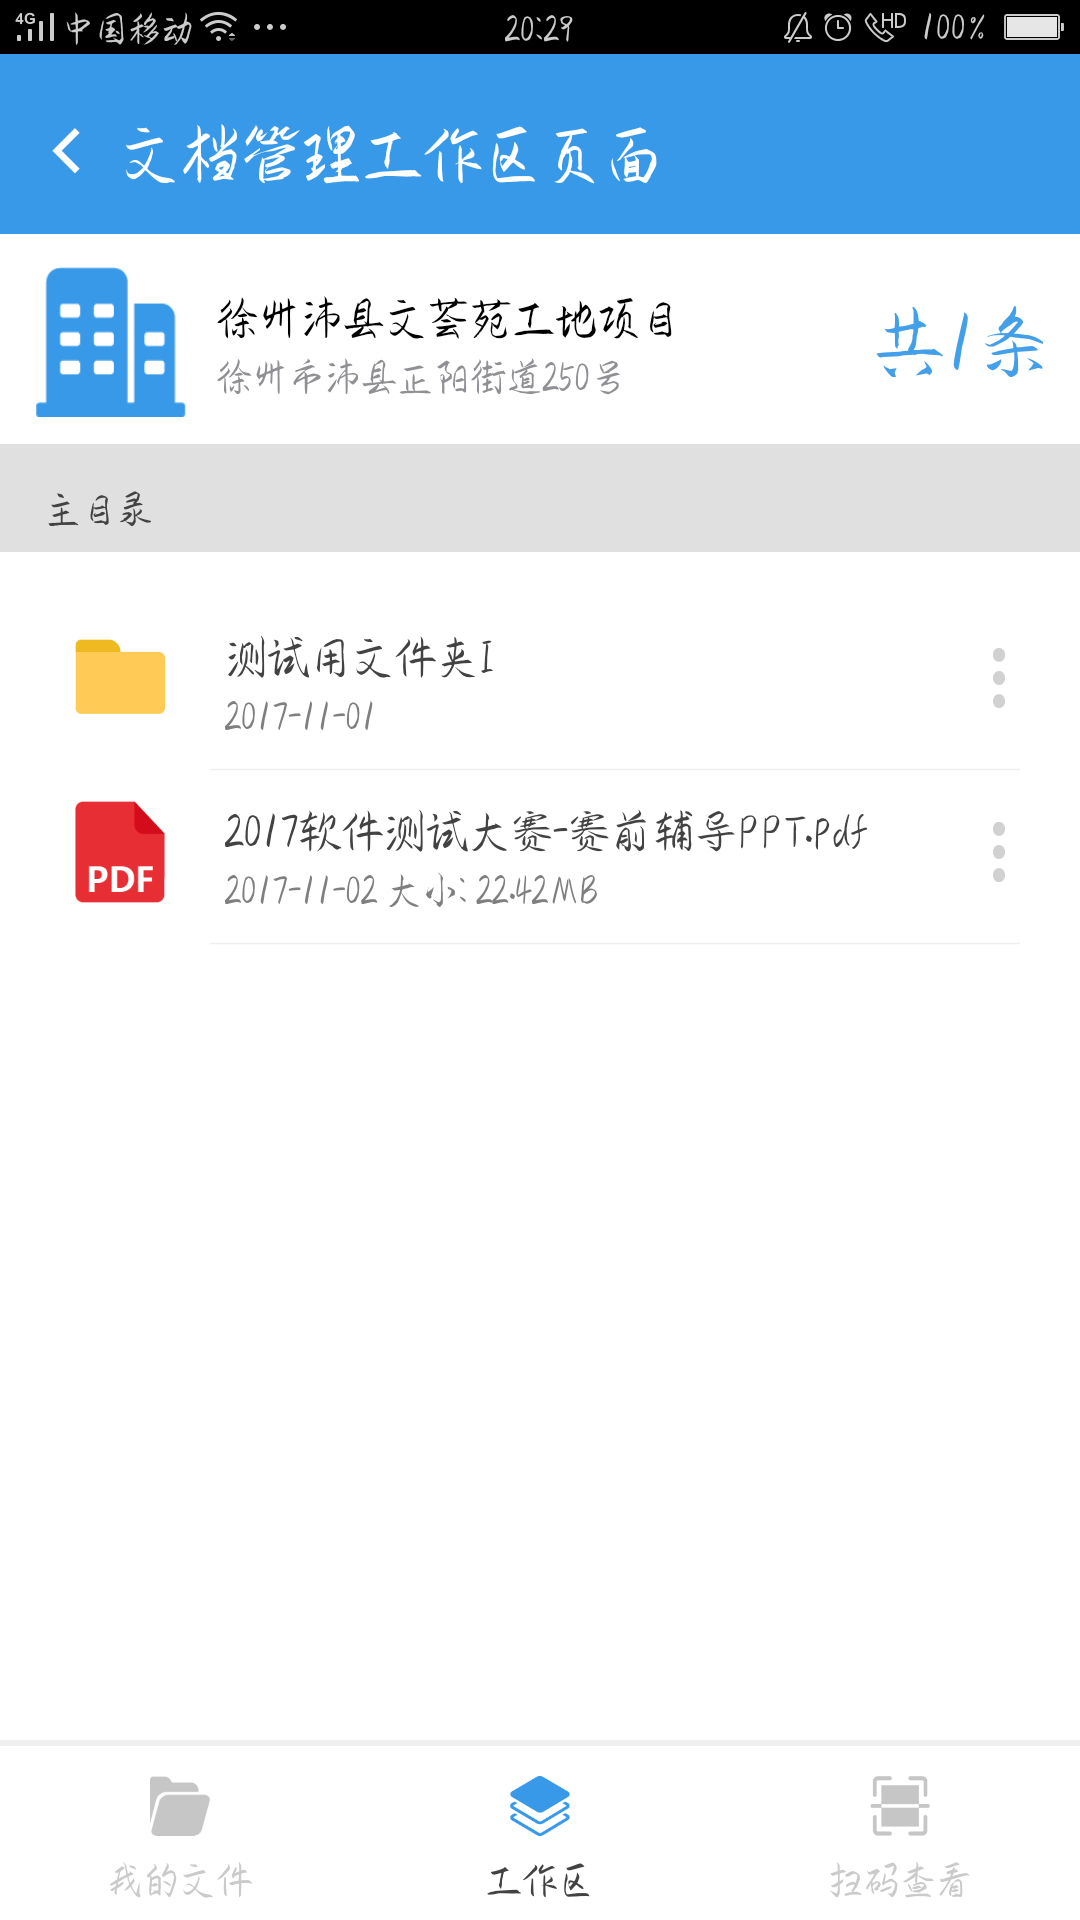 4G 中国移动 ... 20:29 HD 100%
文档管理工作区页面
徐州沛县文荟苑工地项目
徐州市沛县正阳街道250号
共1条
主目录
测试用文件夹I
2017-11-01
PDF
2017软件测试大赛-赛前辅导PPT.pdf
2017-11-02 大小: 22.42MB
我的文件
工作区
扫码查看